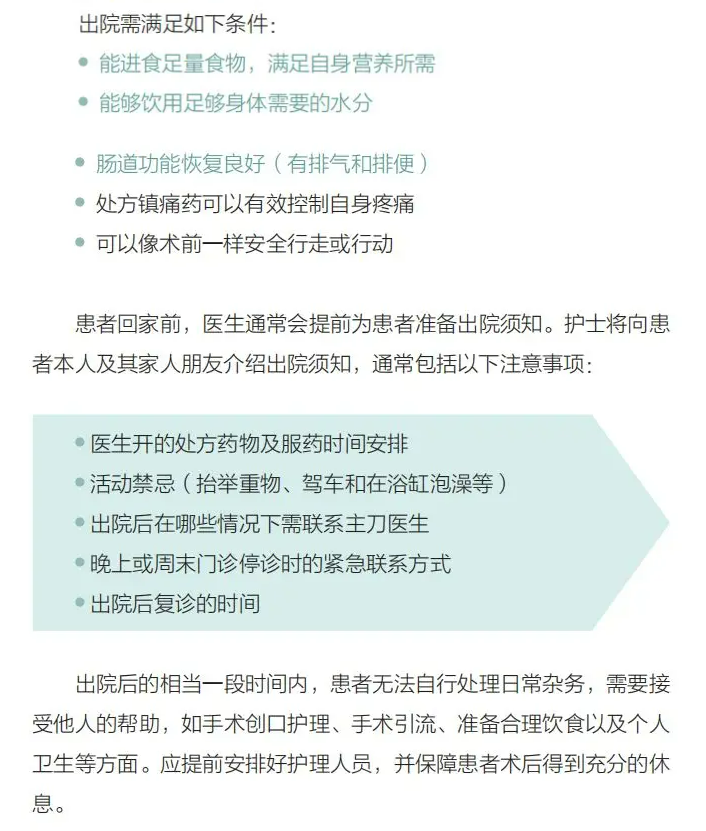 出院需满足如下条件：
● 能进食足量食物，满足自身营养所需
● 能够饮用足够身体需要的水分
● 肠道功能恢复良好（有排气和排便）
● 处方镇痛药可以有效控制自身疼痛
● 可以像术前一样安全行走或行动
患者回家前，医生通常会提前为患者准备出院须知。护士将向患
者本人及其家人朋友介绍出院须知，通常包括以下注意事项：
● 医生开的处方药物及服药时间安排
● 活动禁忌（抬举重物、驾车和在浴缸泡澡等）
● 出院后在哪些情况下需联系主刀医生
● 晚上或周末门诊停诊时的紧急联系方式
● 出院后复诊的时间
出院后的相当一段时间内，患者无法自行处理日常杂务，需要接
受他人的帮助，如手术创口护理、手术引流、准备合理饮食以及个人
卫生等方面。应提前安排好护理人员，并保障患者术后得到充分的休
息。